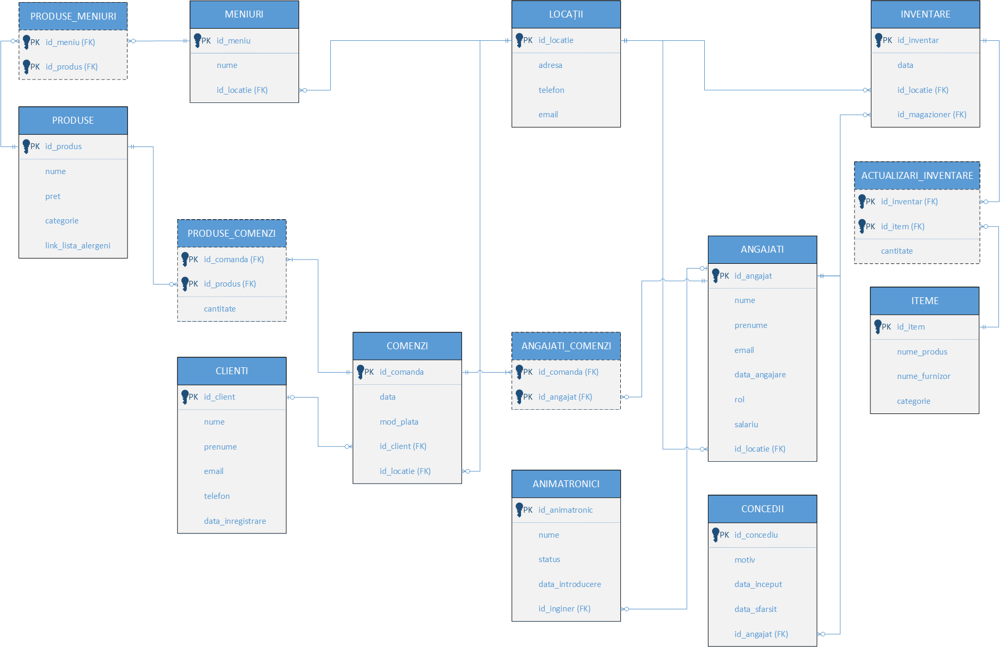 PRODUSE_MENIURI
PK id_meniu (FK)
PK id_produs (FK)
MENIURI
PK id_meniu
nume
id_locatie (FK)
LOCAȚII
PK id_locatie
adresa
telefon
email
INVENTARE
PK id_inventar
data
id_locatie (FK)
id_magazioner (FK)
PRODUSE
PK id_produs
nume
pret
categorie
link_lista_alergeni
ACTUALIZARI_INVENTARE
PK id_inventar (FK)
PK id_item (FK)
cantitate
PRODUSE_COMENZI
PK id_comanda (FK)
PK id_produs (FK)
cantitate
ANGAJATI
PK id_angajat
nume
prenume
email
data_angajare
rol
salariu
id_locatie (FK)
ITEME
PK id_item
nume_produs
nume_furnizor
categorie
CLIENTI
PK id_client
nume
prenume
email
telefon
data_inregistrare
COMENZI
PK id_comanda
data
mod_plata
id_client (FK)
id_locatie (FK)
ANGAJATI_COMENZI
PK id_comanda (FK)
PK id_angajat (FK)
ANIMATRONICI
PK id_animatronic
nume
status
data_introducere
id_inginer (FK)
CONCEDII
PK id_concediu
motiv
data_inceput
data_sfarsit
id_angajat (FK)